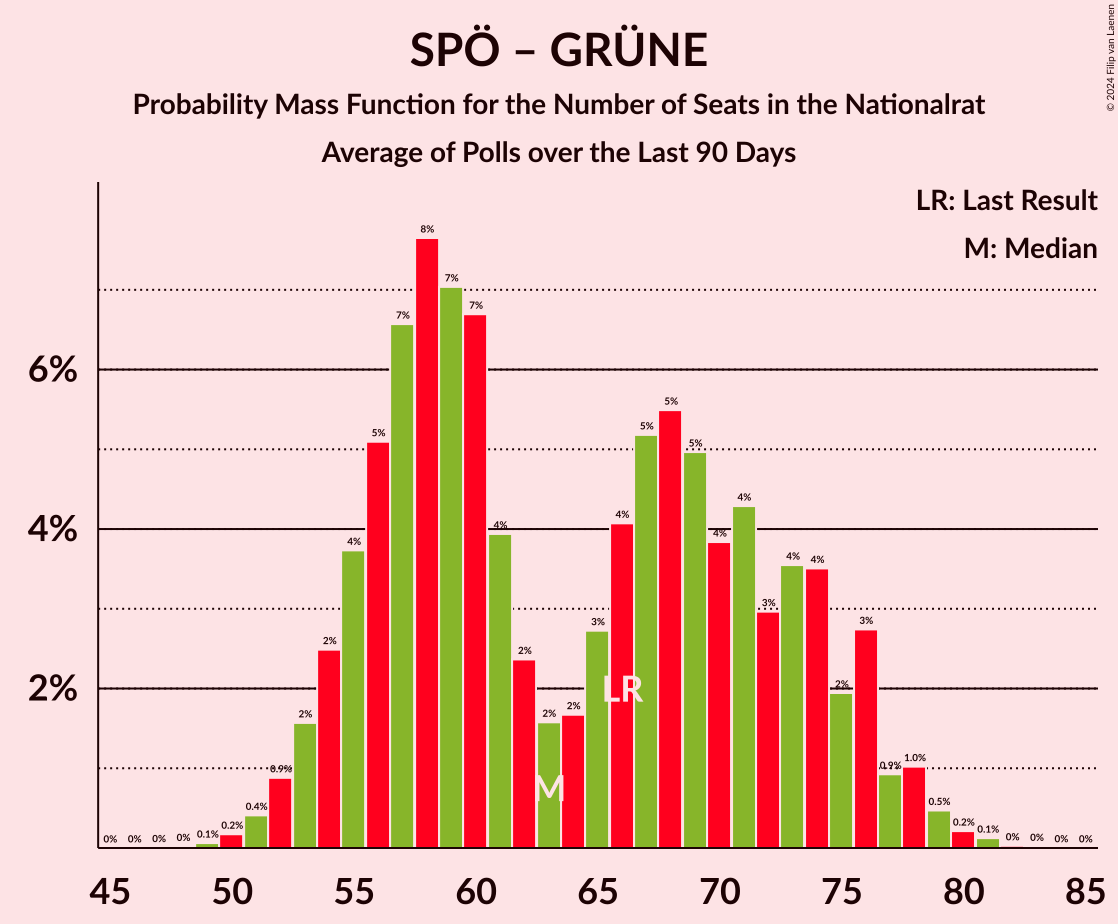 SPÖ – GRÜNE
Probability Mass Function for the Number of Seats in the Nationalrat
Average of Polls over the Last 90 Days
© 2024 Filip van Laenen
LR: Last Result
M: Median
6%
4%
2%
0% 0% 0% 0% 0.1% 0.2% 0.4% 0.9% 2% 2% 4% 5% 7% 8% 7% 7% 4% 2% 2% 2% 3% 4% 5% 5% 5% 4% 4% 3% 4% 4% 2% 3% 0.9% 1.0% 0.5% 0.2% 0.1% 0% 0% 0% 0%
LR
M
45 50 55 60 65 70 75 80 85